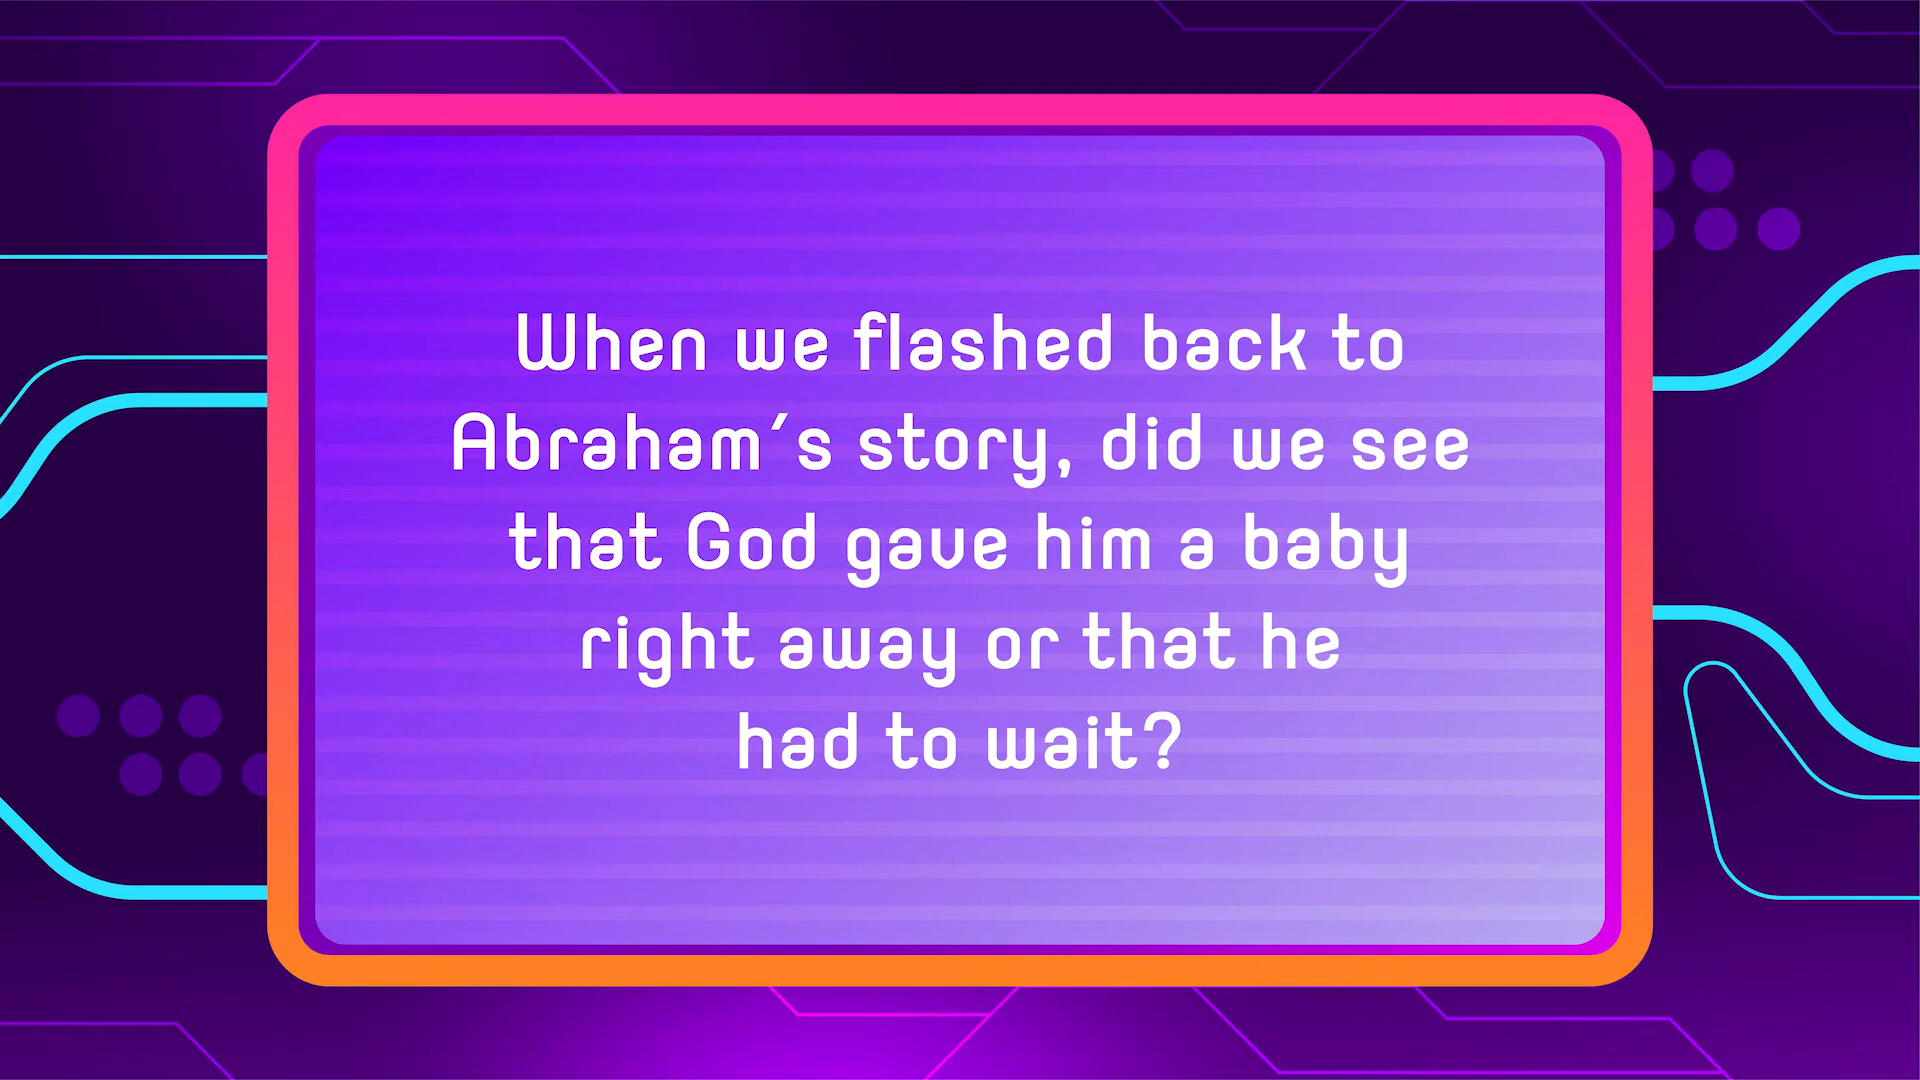 When we flashed back to
Abraham's story, did we see
that God gave him a baby
right away or that he
had to wait?